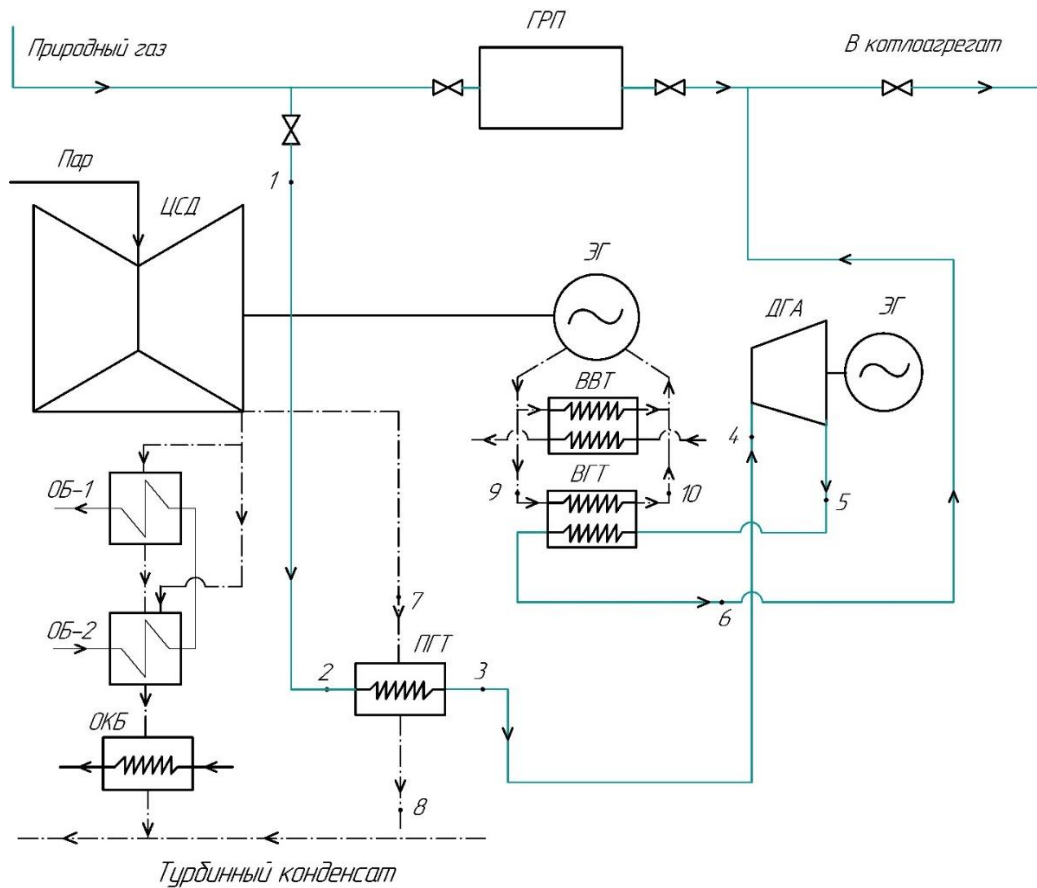 ГРП
Природный газ
В котлоагрегат
Пар
1
ЦСД
ЭГ
ДГА
ЭГ
ВВТ
4
ОБ-1
9
10
ВГТ
5
7
6
ОБ-2
ПГТ
2
3
ОКБ
8
Турбинный конденсат